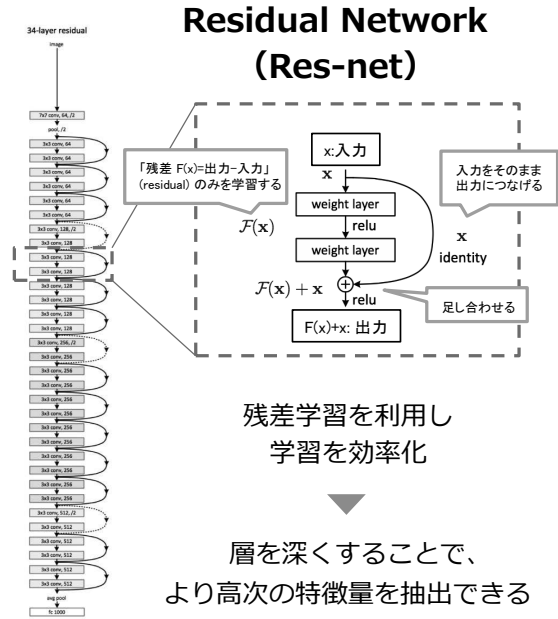 Residual Network
(Res-net)
34-layer residual
image
7x7 conv, 64, /2
pool, /2
3x3 conv, 64
3x3 conv, 64
3x3 conv, 64
3x3 conv, 64
3x3 conv, 64
3x3 conv, 64
3x3 conv, 128, /2
3x3 conv, 128
3x3 conv, 128
3x3 conv, 128
3x3 conv, 128
3x3 conv, 128
3x3 conv, 128
3x3 conv, 128
3x3 conv, 256, /2
3x3 conv, 256
3x3 conv, 256
3x3 conv, 256
3x3 conv, 256
3x3 conv, 256
3x3 conv, 256
3x3 conv, 256
3x3 conv, 256
3x3 conv, 256
3x3 conv, 256
3x3 conv, 256
3x3 conv, 512, /2
3x3 conv, 512
3x3 conv, 512
3x3 conv, 512
3x3 conv, 512
3x3 conv, 512
avg pool
fc 1000
「残差 F(x)=出力−入力」
(residual) のみを学習する
x:入力
x
weight layer
relu
F(x)
weight layer
F(x) + x
relu
F(x)+x: 出力
入力をそのまま
出力につなげる
x
identity
足し合わせる
残差学習を利用し
学習を効率化
層を深くすることで、
より高次の特徴量を抽出できる